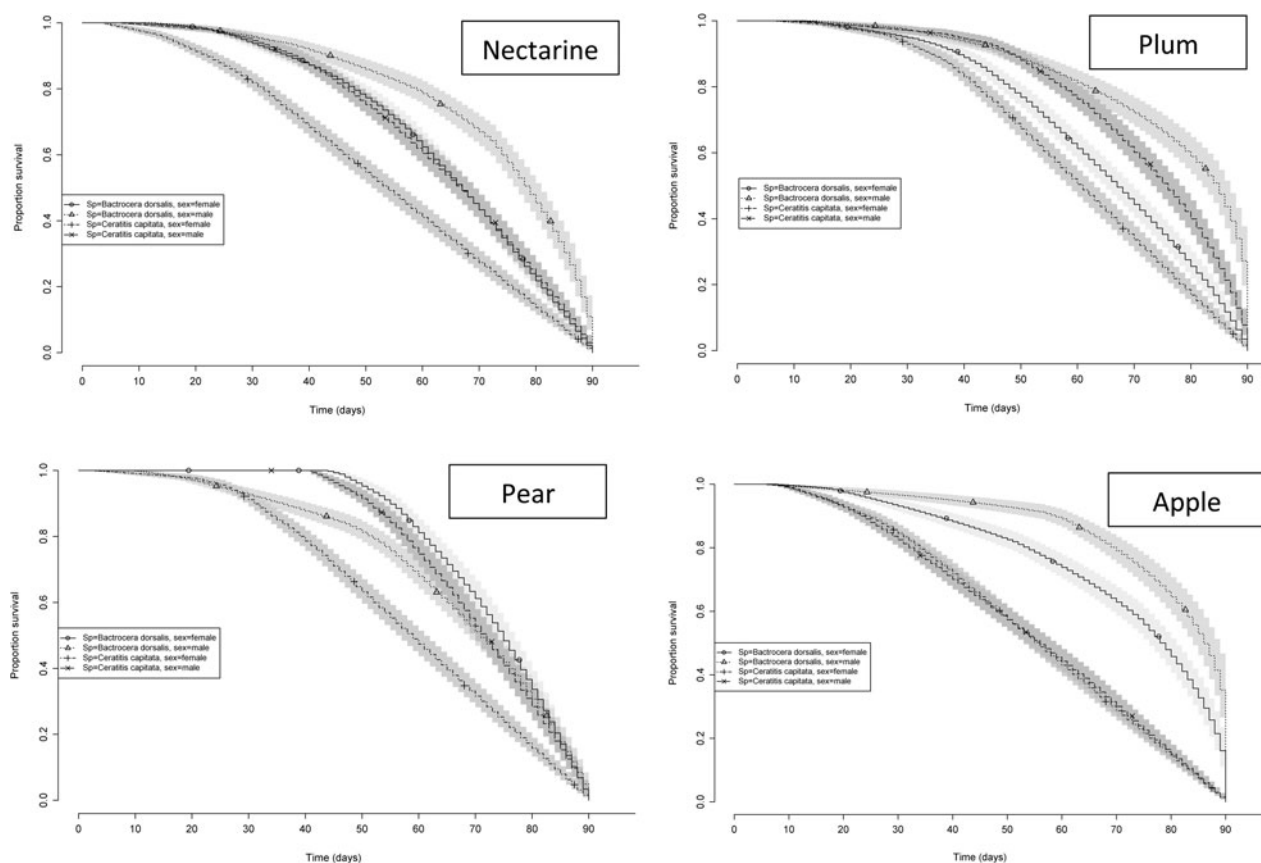 Nectarine
Proportion survival
1.0
0.8
0.6
0.4
0.2
0.0
Sp=Bactrocera dorsalis, sex=female
Sp=Bactrocera dorsalis, sex=male
Sp=Ceratitis capitata, sex=female
Sp=Ceratitis capitata, sex=male
0 10 20 30 40 50 60 70 80 90
Time (days)
Plum
Proportion survival
1.0
0.8
0.6
0.4
0.2
0.0
Sp=Bactrocera dorsalis, sex=female
Sp=Bactrocera dorsalis, sex=male
Sp=Ceratitis capitata, sex=female
Sp=Ceratitis capitata, sex=male
0 10 20 30 40 50 60 70 80 90
Time (days)
Pear
Proportion survival
1.0
0.8
0.6
0.4
0.2
0.0
Sp=Bactrocera dorsalis, sex=female
Sp=Bactrocera dorsalis, sex=male
Sp=Ceratitis capitata, sex=female
Sp=Ceratitis capitata, sex=male
0 10 20 30 40 50 60 70 80 90
Time (days)
Apple
Proportion survival
1.0
0.8
0.6
0.4
0.2
0.0
Sp=Bactrocera dorsalis, sex=female
Sp=Bactrocera dorsalis, sex=male
Sp=Ceratitis capitata, sex=female
Sp=Ceratitis capitata, sex=male
0 10 20 30 40 50 60 70 80 90
Time (days)